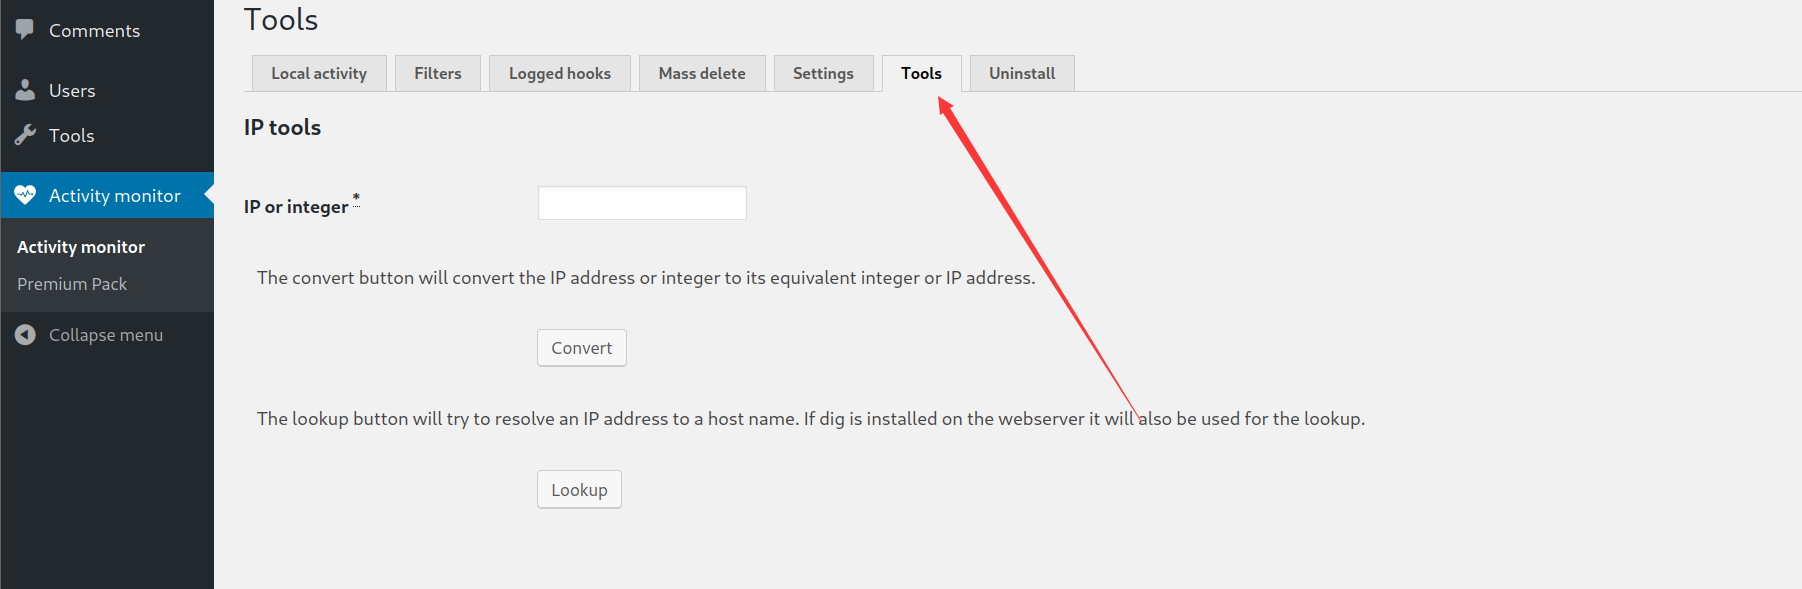 Comments
Users
Tools
Activity monitor
Activity monitor
Premium Pack
Collapse menu
Tools
Local activity
Filters
Logged hooks
Mass delete
Settings
Tools
Uninstall
IP tools
IP or integer *
The convert button will convert the IP address or integer to its equivalent integer or IP address.
Convert
The lookup button will try to resolve an IP address to a host name. If dig is installed on the webserver it will also be used for the lookup.
Lookup